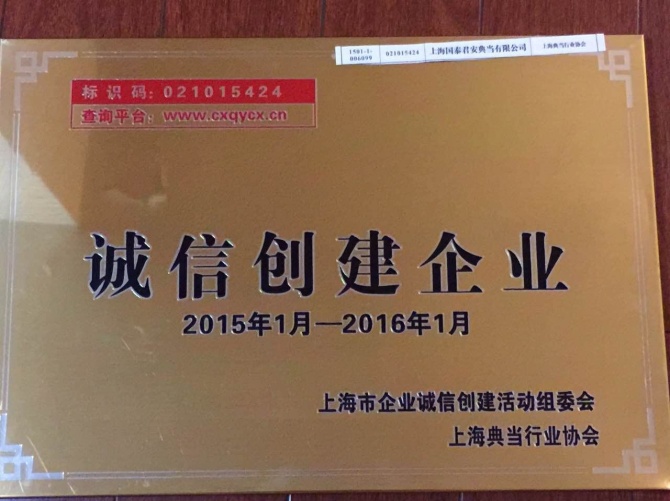 1501-1-006099 021015424 上海国泰君安典当有限公司 上海典当行业协会
标识码：021015424
查询平台：www.cxqycx.cn
诚信创建企业
2015年1月—2016年1月
上海市企业诚信创建活动组委会
上海典当行业协会